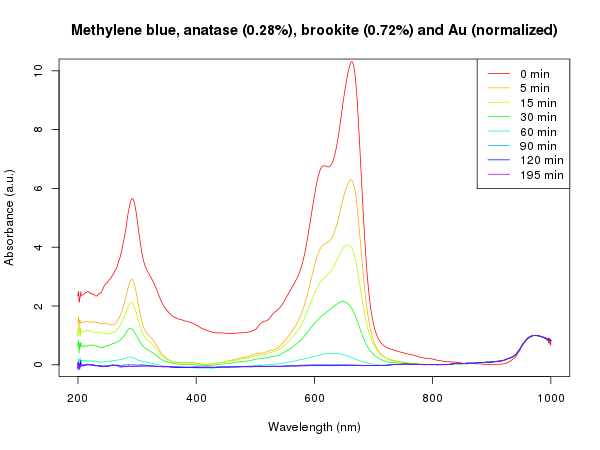 Methylene blue, anatase (0.28%), brookite (0.72%) and Au (normalized)
Absorbance (a.u.)
10
8
6
4
2
0
0 min
5 min
15 min
30 min
60 min
90 min
120 min
195 min
200 400 600 800 1000
Wavelength (nm)